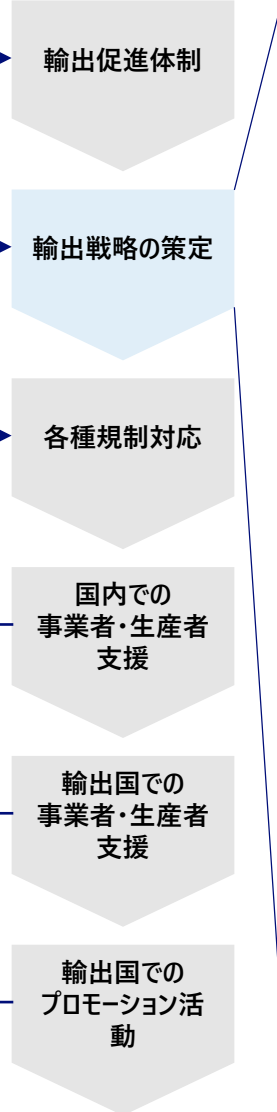 輸出促進体制
輸出戦略の策定
各種規制対応
国内での
事業者・生産者
支援
輸出国での
事業者・生産者
支援
輸出国での
プロモーション活
動